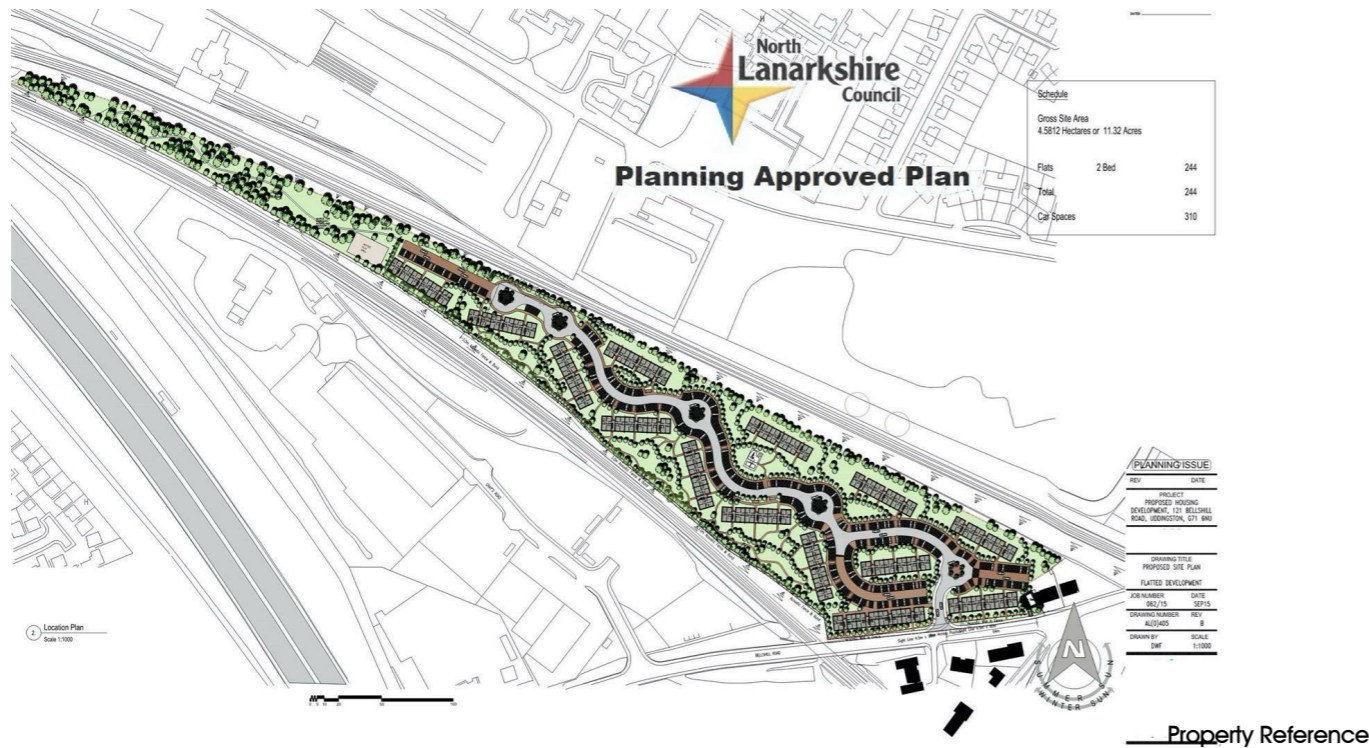 North
Lanarkshire
Council
Planning Approved Plan
Schedule
Gross Site Area
4.5812 Hectares or 11.32 Acres
Flats 2 Bed 244
Total 244
Car Spaces 310
H
H
BELLSHILL ROAD
2 Location Plan
Scale 1:1000
PLANNING ISSUE
REV DATE
PROJECT
PROPOSED HOUSING
DEVELOPMENT, 121 BELLSHILL
ROAD, UDDINGSTON, G71 6NU
DRAWING TITLE
PROPOSED SITE PLAN
FLATTED DEVELOPMENT
JOB NUMBER DATE
062/15 SEP15
DRAWING NUMBER REV
AL(0)405 B
DRAWN BY SCALE
DWF 1:1000
N
SUMMER SUN
WINTER SUN
Property Reference